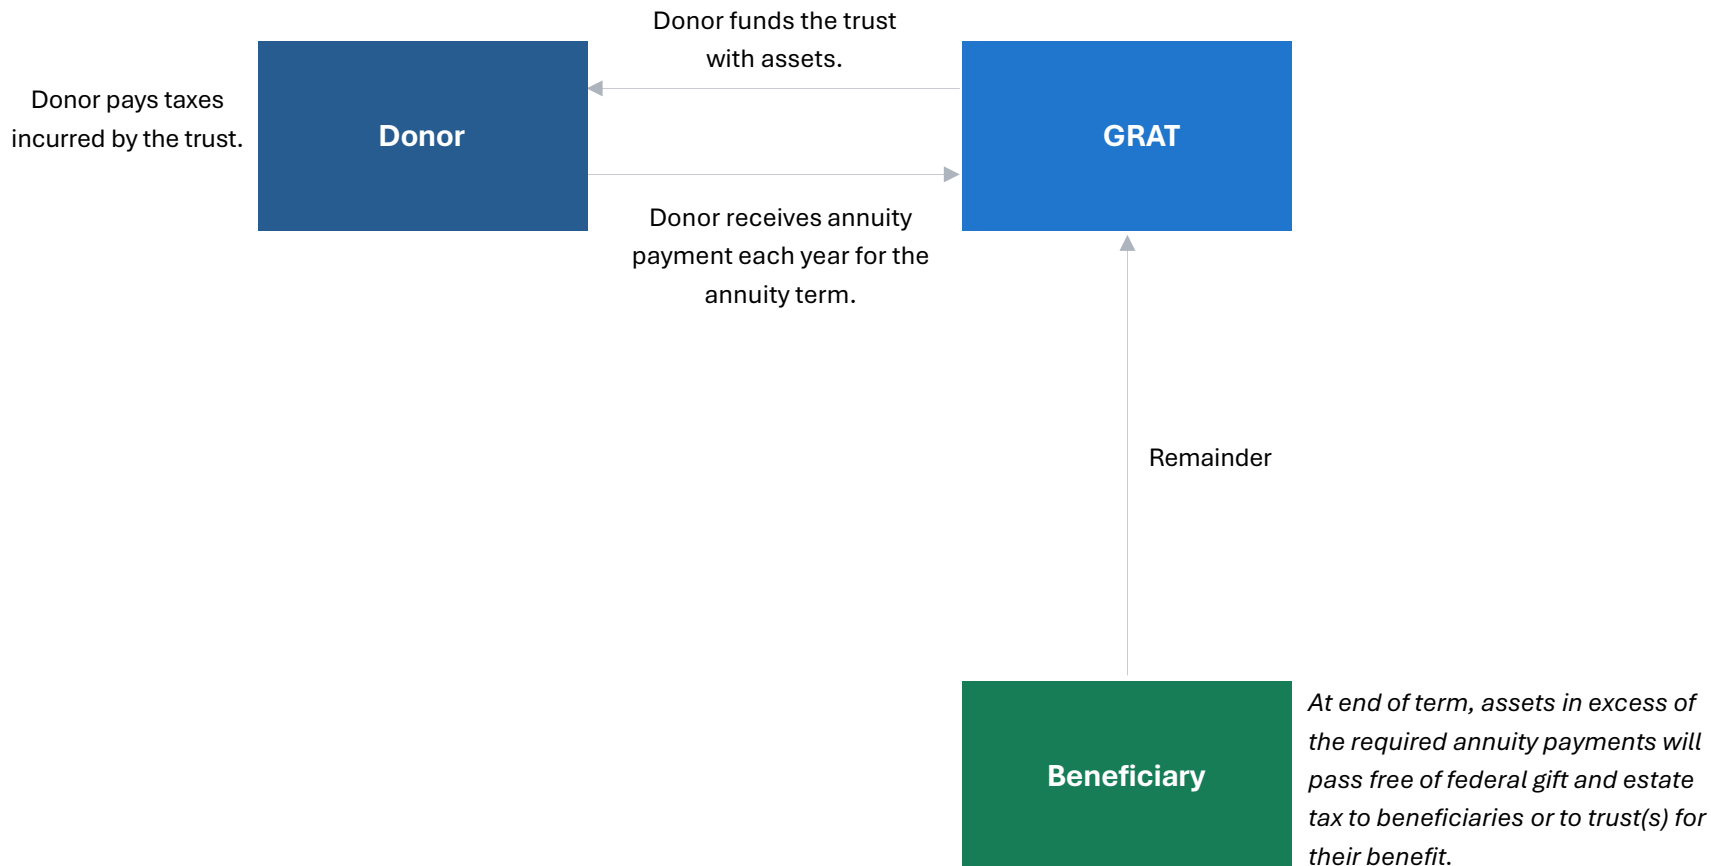 Donor funds the trust
with assets.
Donor pays taxes
incurred by the trust.
Donor
GRAT
Donor receives annuity
payment each year for the
annuity term.
Remainder
Beneficiary
At end of term, assets in excess of
the required annuity payments will
pass free of federal gift and estate
tax to beneficiaries or to trust(s) for
their benefit.